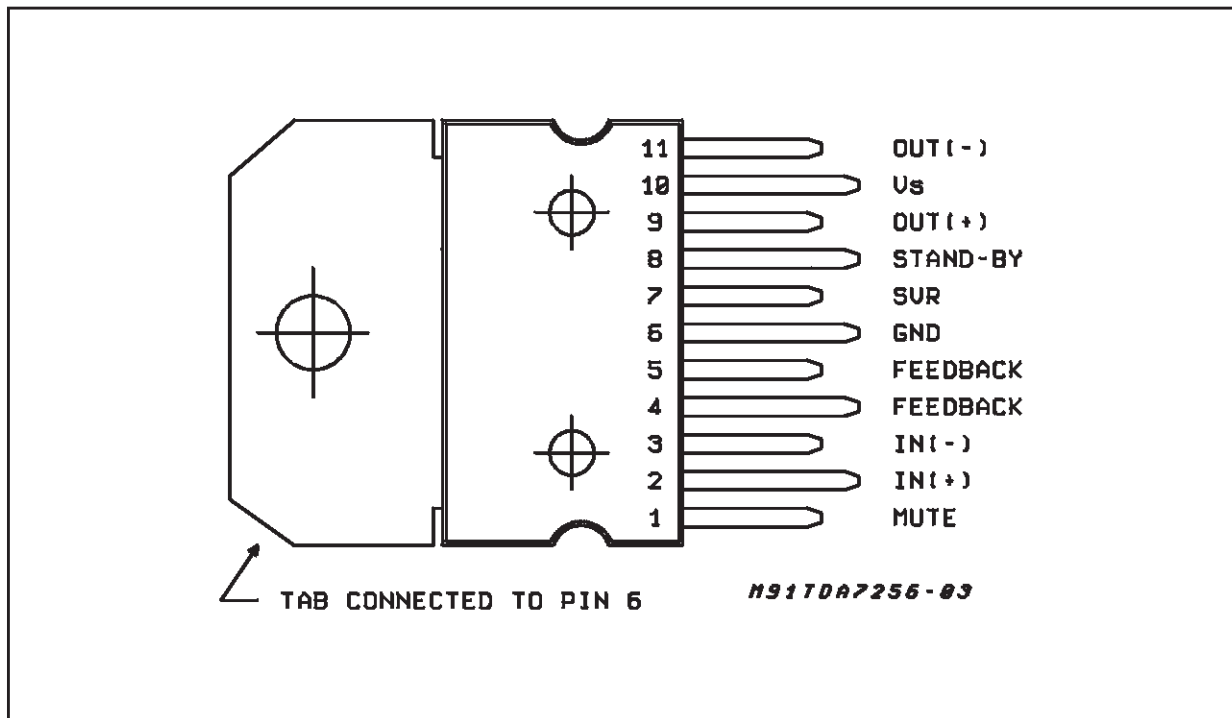 11 OUT(-)
10 Vs
9 OUT(+)
8 STAND-BY
7 SVR
6 GND
5 FEEDBACK
4 FEEDBACK
3 IN(-)
2 IN(+)
1 MUTE
TAB CONNECTED TO PIN 6
M91TDA7256-03